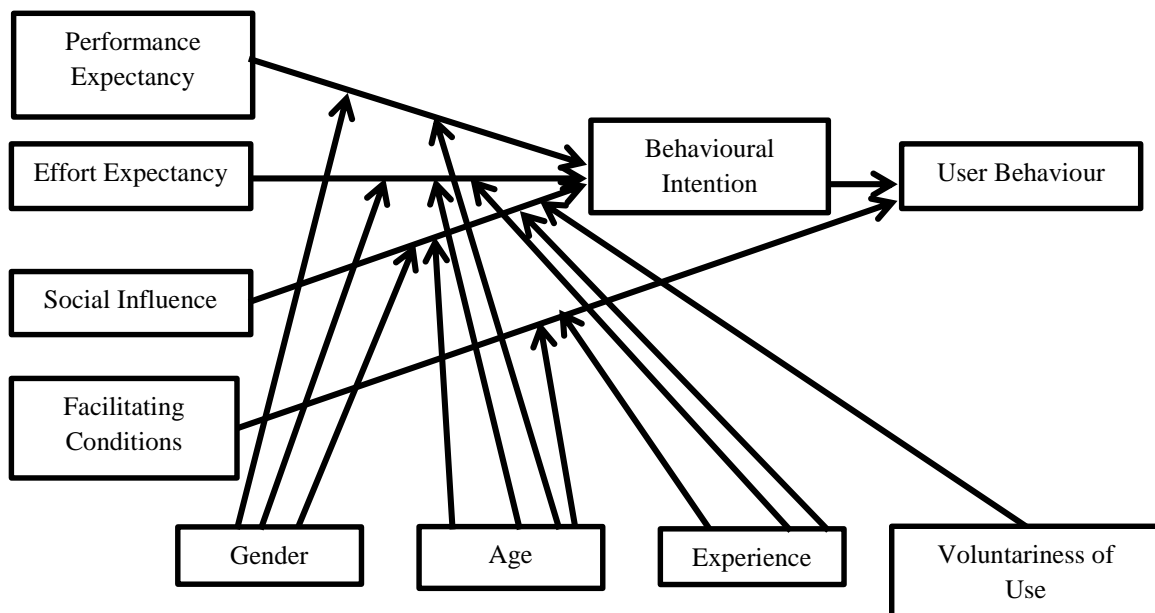 Performance
Expectancy
Effort Expectancy
Social Influence
Facilitating
Conditions
Behavioural
Intention
User Behaviour
Gender
Age
Experience
Voluntariness of
Use